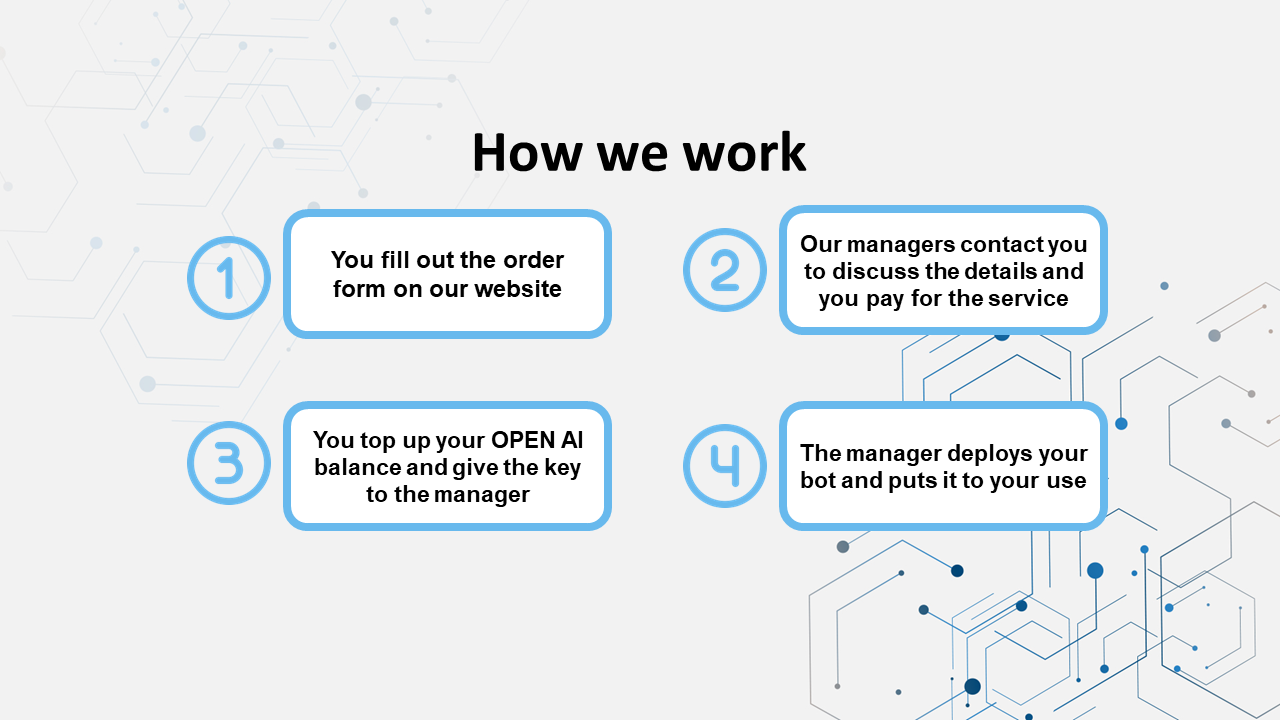 How we work
1
You fill out the order
form on our website
2
Our managers contact you
to discuss the details and
you pay for the service
3
You top up your OPEN AI
balance and give the key
to the manager
4
The manager deploys your
bot and puts it to your use